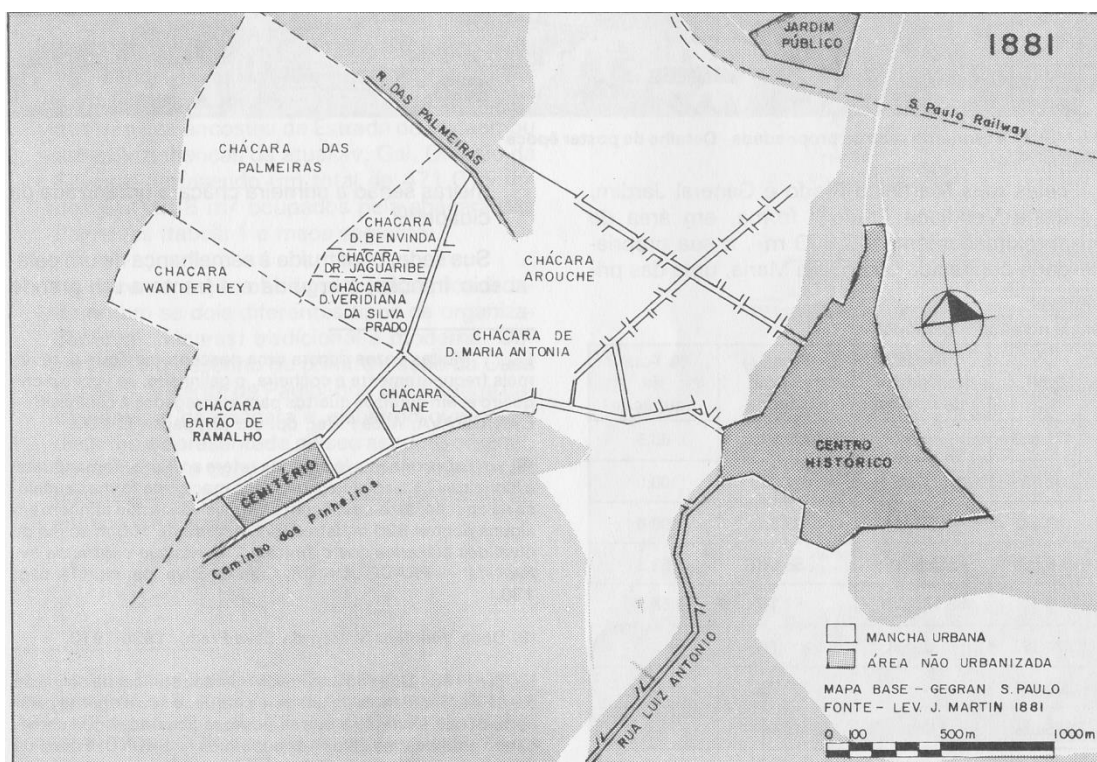 JARDIM
PÚBLICO
1881
S. Paulo Railway
R. DAS PALMEIRAS
CHÁCARA DAS
PALMEIRAS
CHÁCARA
D. BENVINDA
CHÁCARA
DR. JAGUARIBE
CHÁCARA
D. VERIDIANA
DA SILVA
PRADO
CHÁCARA
AROUCHE
CHÁCARA
WANDERLEY
CHÁCARA DE
D. MARIA ANTONIA
CHÁCARA
LANE
CHÁCARA
BARÃO DE
RAMALHO
CEMITÉRIO
Caminho dos Pinheiros
CENTRO
HISTÓRICO
RUA LUIZ ANTONIO
MANCHA URBANA
ÁREA NÃO URBANIZADA
MAPA BASE - GEGRAN S. PAULO
FONTE - LEV. J. MARTIN 1881
0 100 500m 1000m